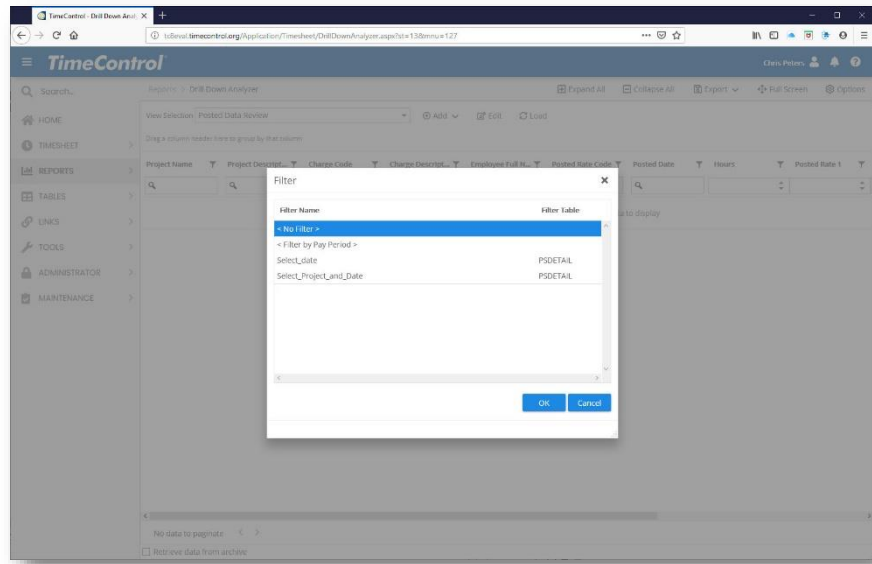 TimeControl - Drill Down Anal
tcEeval.timecontrol.org/Application/Timesheet/DrillDownAnalyzer.aspx?st=13&mnu=127
TimeControl
Chris Peters
Search...
Reports > Drill Down Analyzer
Expand All
Collapse All
Export
Full Screen
Options
HOME
TIMESHEET
REPORTS
TABLES
LINKS
TOOLS
ADMINISTRATOR
MAINTENANCE
View Selection Posted Data Review
Add
Edit
Load
Drag a column header here to group by that column
Project Name
Project Descript...
Charge Code
Charge Descript...
Employee Full N...
Posted Rate Code
Posted Date
Hours
Posted Rate 1
a to display
Filter
Filter Name
Filter Table
< No Filter >
< Filter by Pay Period >
Select_date PSDETAIL
Select_Project_and_Date PSDETAIL
OK
Cancel
No data to paginate
Retrieve data from archive